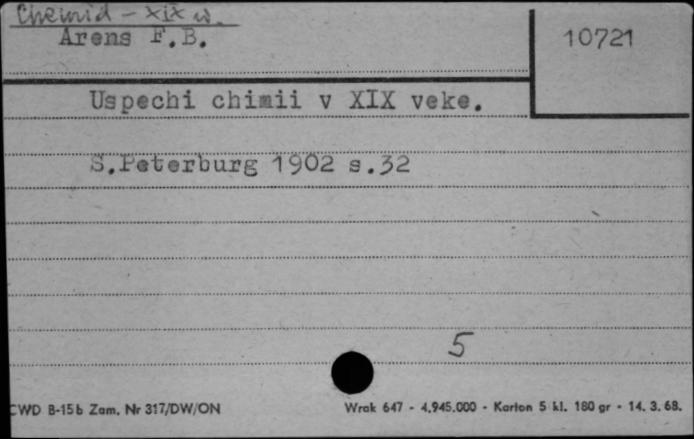 Chemia - XIX w.
Arens F.B.
10721
Uspechi chimii v XIX veke.
S.Peterburg 1902 s.32
5
CWD B-15b Zam. Nr 317/DW/ON
Wrak 647 - 4.945.000 - Karton 5 kl. 180 gr - 14. 3. 68.